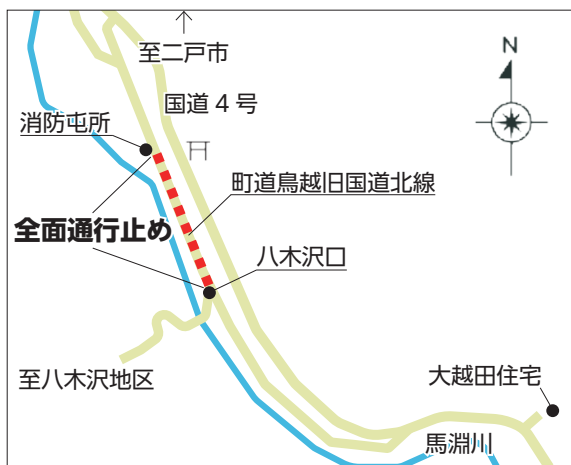 至二戸市
N
国道4号
消防屯所
町道鳥越旧国道北線
全面通行止め
八木沢口
至八木沢地区
大越田住宅
馬淵川